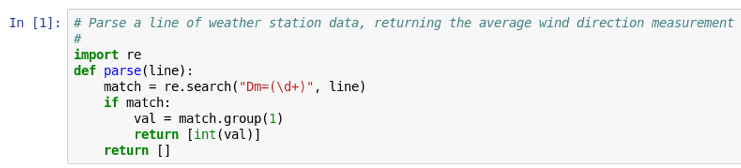 In [1]: # Parse a line of weather station data, returning the average wind direction measurement
#
import re
def parse(line):
    match = re.search("Dm=(\d+)", line)
    if match:
        val = match.group(1)
        return [int(val)]
    return []